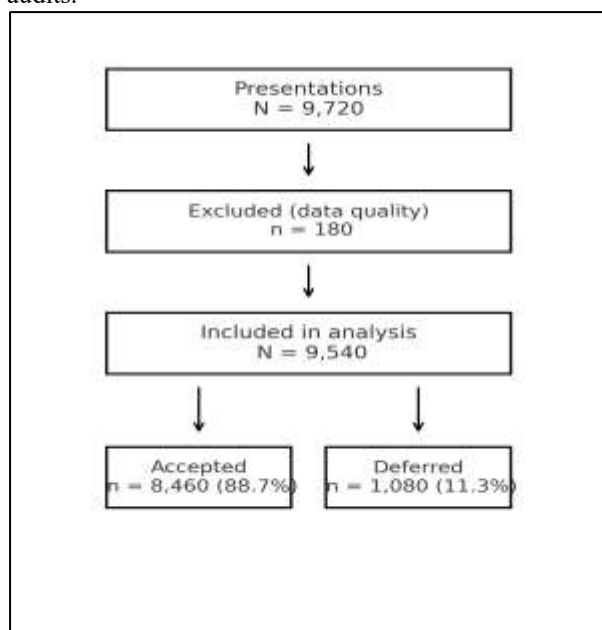 audits.
Presentations
N = 9,720
Excluded (data quality)
n = 180
Included in analysis
N = 9,540
Accepted
n = 8,460 (88.7%)
Deferred
n = 1,080 (11.3%)